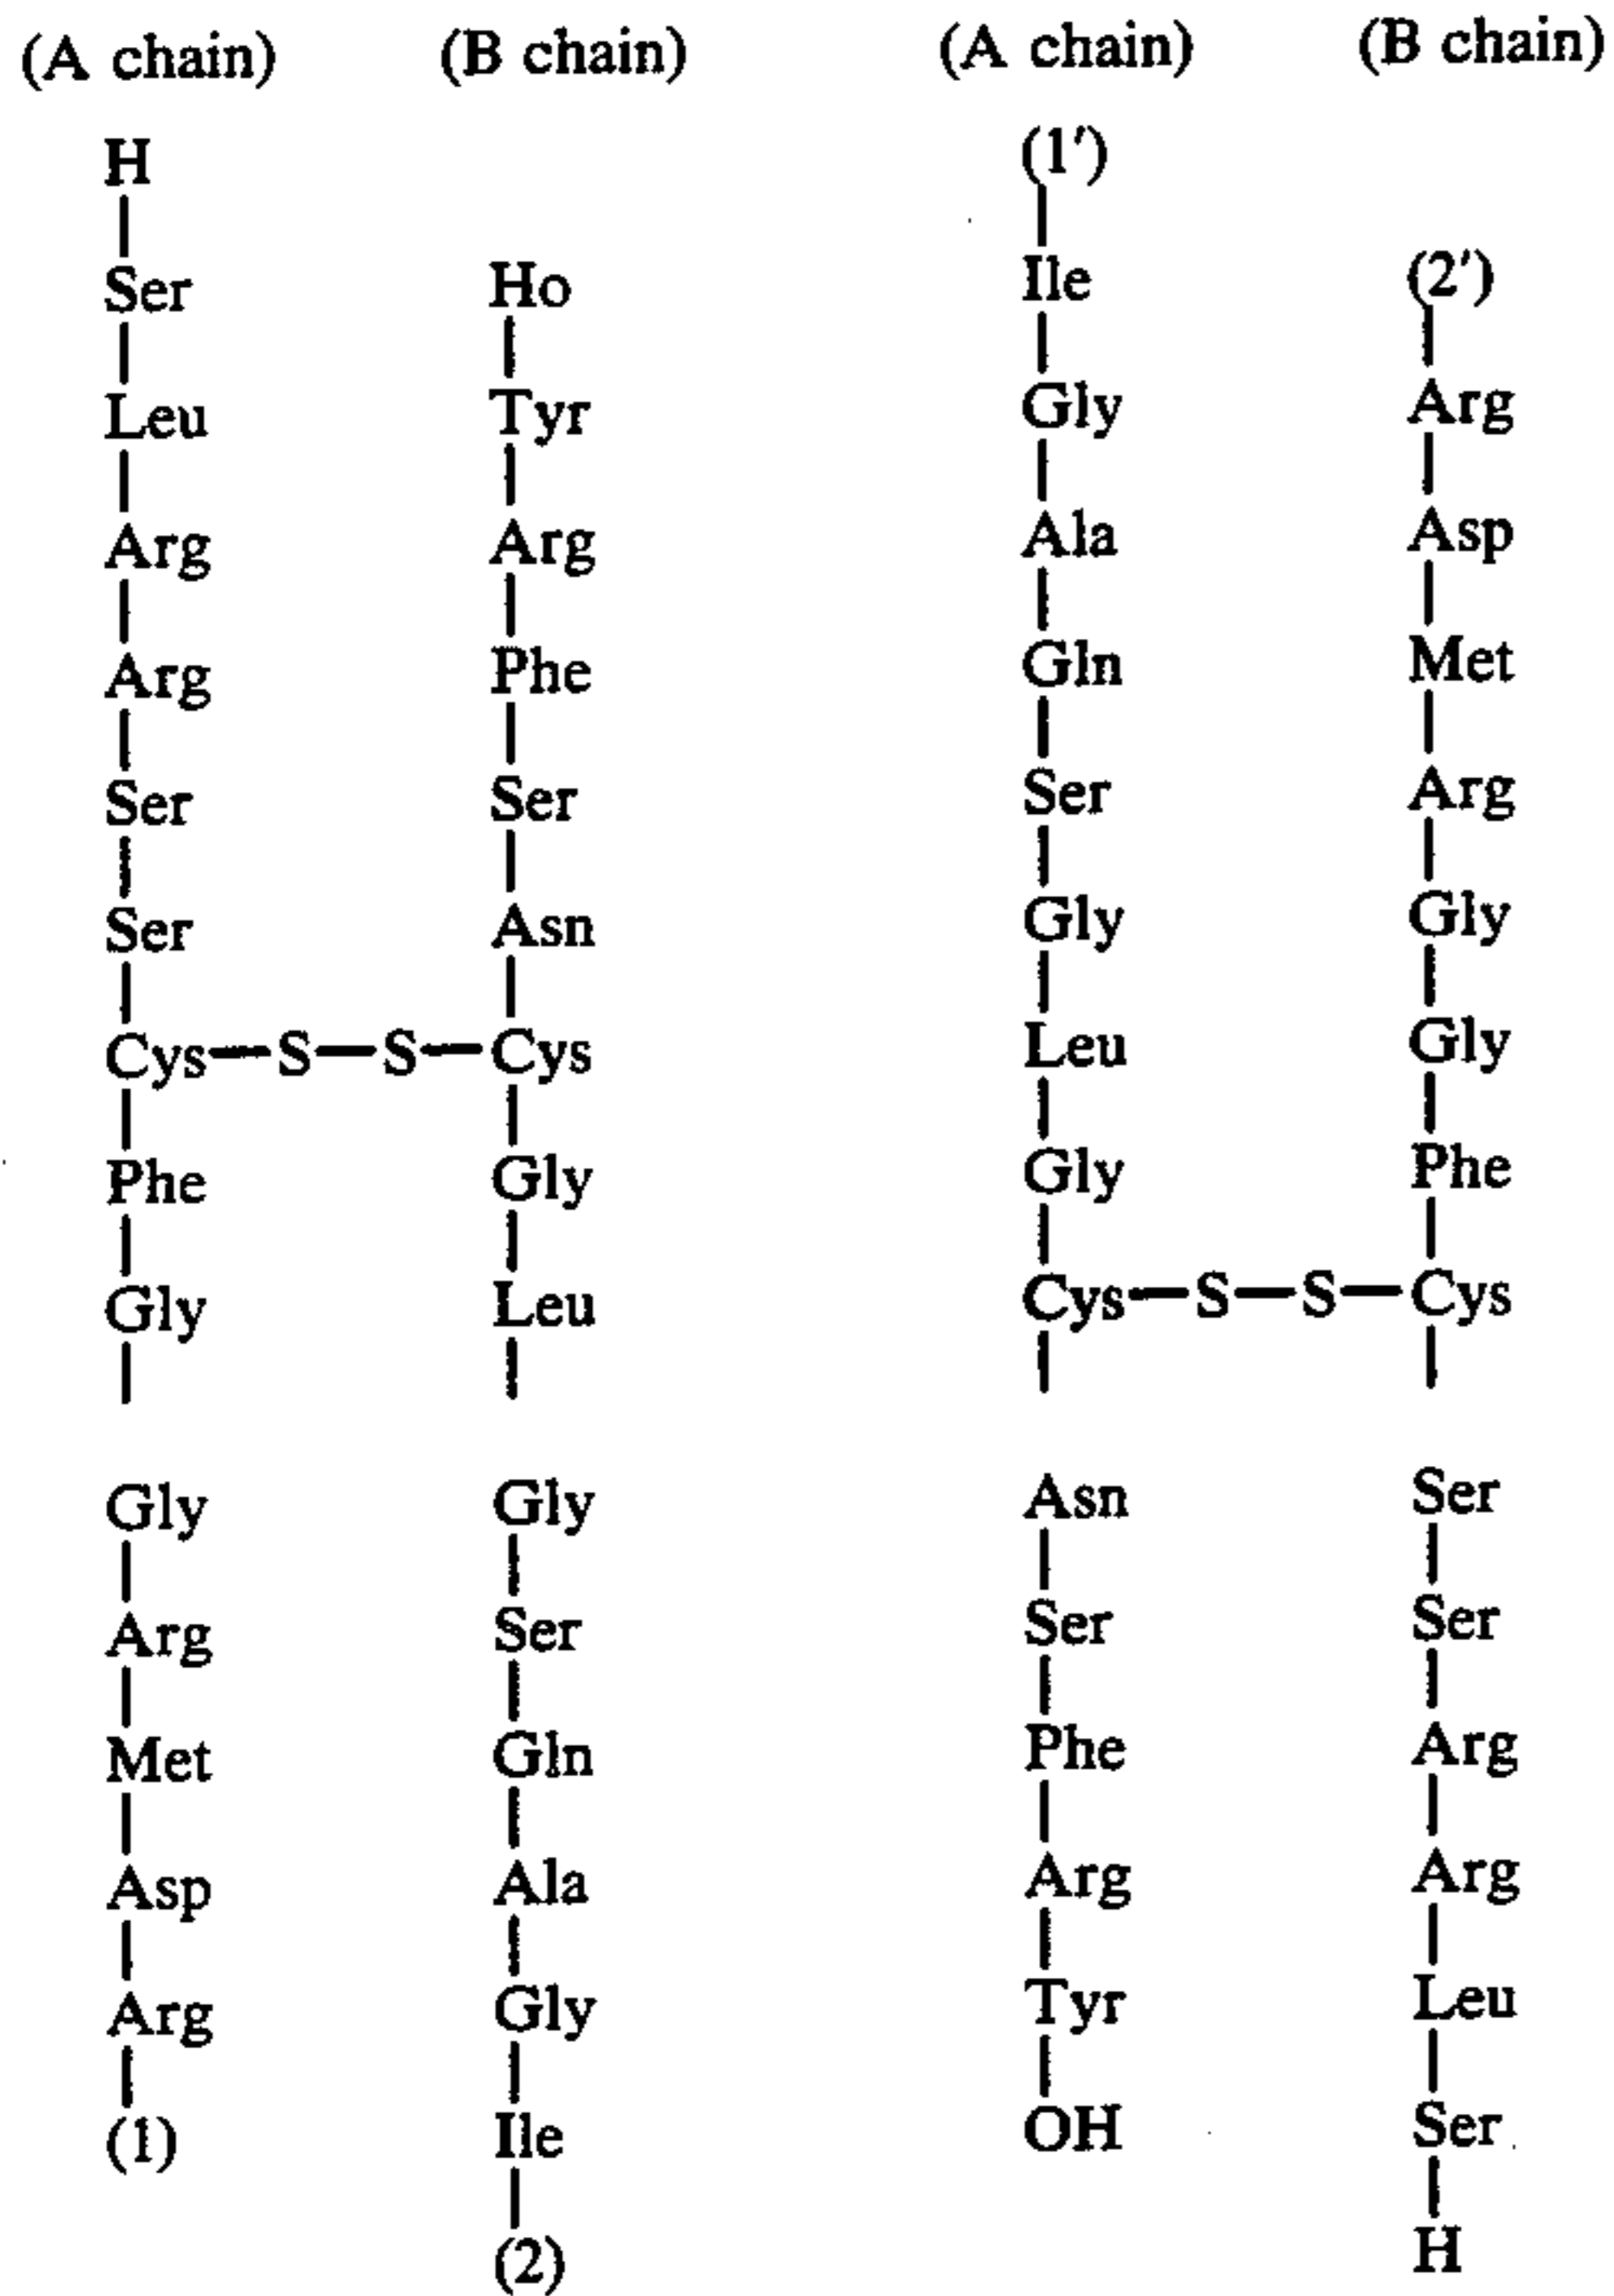 (A chain) (B chain) (A chain) (B chain)
H (1')
Ser Ho Ile (2')
Leu Tyr Gly Arg
Arg Arg Ala Asp
Arg Phe Gln Met
Ser Ser Ser Arg
Ser Asn Gly Gly
Cys—S—S—Cys Leu Gly
Phe Gly Gly Phe
Gly Leu Cys—S—S—Cys
Gly Gly Asn Ser
Arg Ser Ser Ser
Met Gln Phe Arg
Asp Ala Arg Arg
Arg Gly Tyr Leu
(1) Ile OH Ser
(2) H